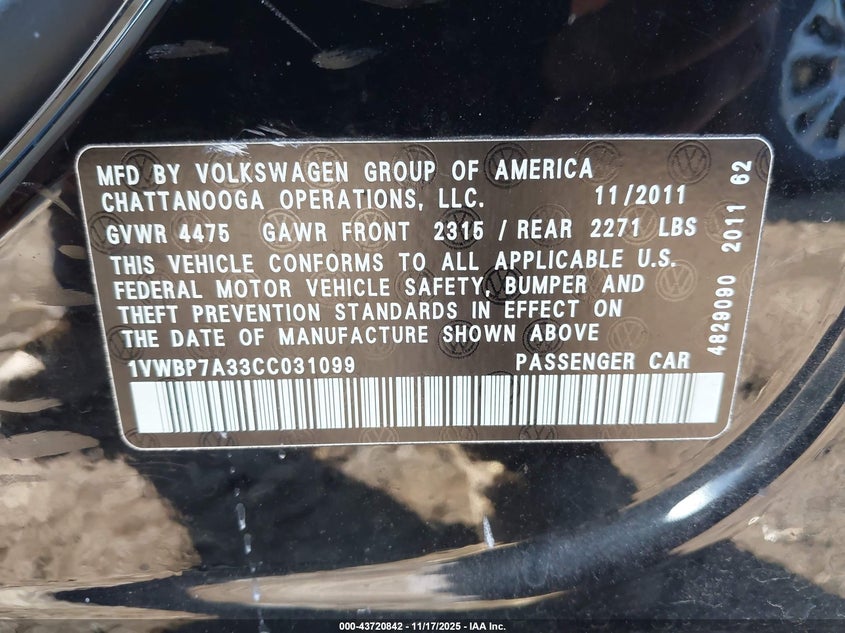 MFD BY VOLKSWAGEN GROUP OF AMERICA
CHATTANOOGA OPERATIONS, LLC. 11/2011
GVWR 4475 GAWR FRONT 2315 / REAR 2271 LBS
THIS VEHICLE CONFORMS TO ALL APPLICABLE U.S.
FEDERAL MOTOR VEHICLE SAFETY, BUMPER AND
THEFT PREVENTION STANDARDS IN EFFECT ON
THE DATE OF MANUFACTURE SHOWN ABOVE
1VWBP7A33CC031099 PASSENGER CAR
4829090 2011 62
000-43720842 - 11/17/2025 - IAA Inc.